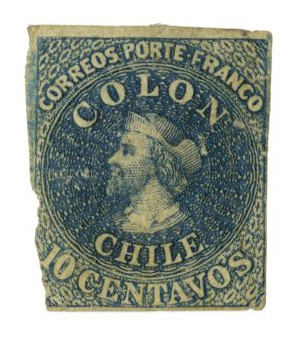 CORREOS PORTE FRANCO
COLON
CHILE
10 CENTAVOS